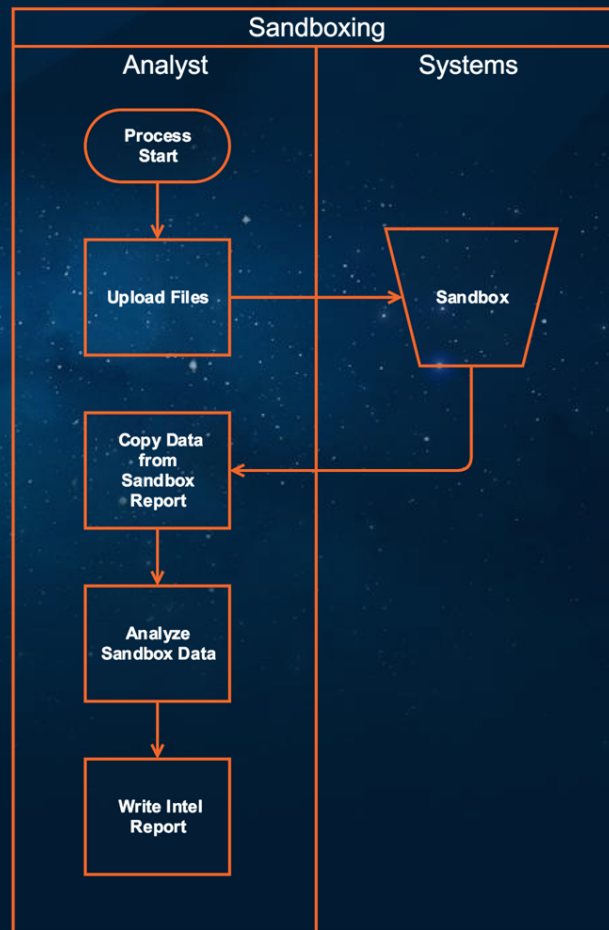 Sandboxing
Analyst
Systems
Process
Start
Upload Files
Sandbox
Copy Data
from
Sandbox
Report
Analyze
Sandbox Data
Write Intel
Report